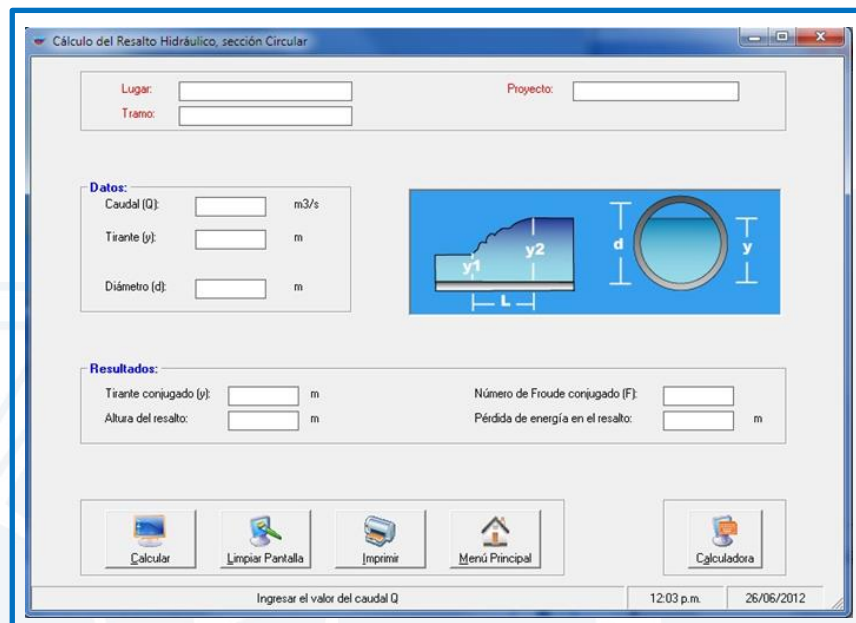 Cálculo del Resalto Hidráulico, sección Circular
Lugar:
Proyecto:
Tramo:
Datos:
Caudal (Q): m3/s
Tirante (y): m
Diámetro (d): m
y1 y2 L
d y
Resultados:
Tirante conjugado (y): m
Número de Froude conjugado (F):
Altura del resalto: m
Pérdida de energía en el resalto: m
Calcular
Limpiar Pantalla
Imprimir
Menú Principal
Calculadora
Ingresar el valor del caudal Q
12:03 p.m.
26/06/2012